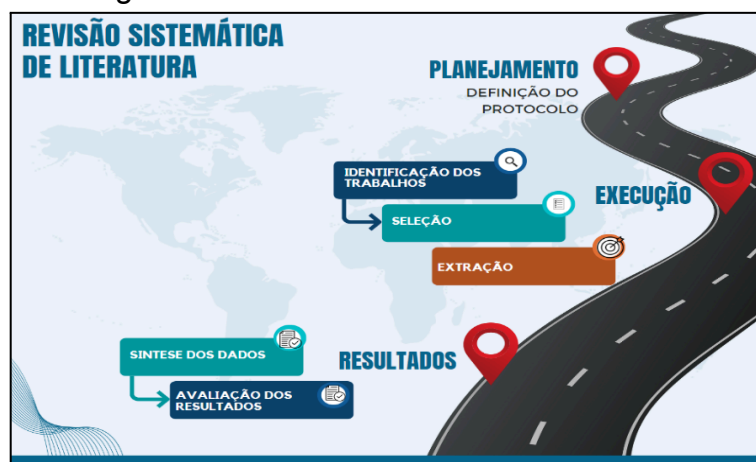 REVISÃO SISTEMÁTICA
DE LITERATURA
PLANEJAMENTO
DEFINIÇÃO DO
PROTOCOLO
IDENTIFICAÇÃO DOS
TRABALHOS
EXECUÇÃO
SELEÇÃO
EXTRAÇÃO
RESULTADOS
SINTESE DOS DADOS
AVALIAÇÃO DOS
RESULTADOS